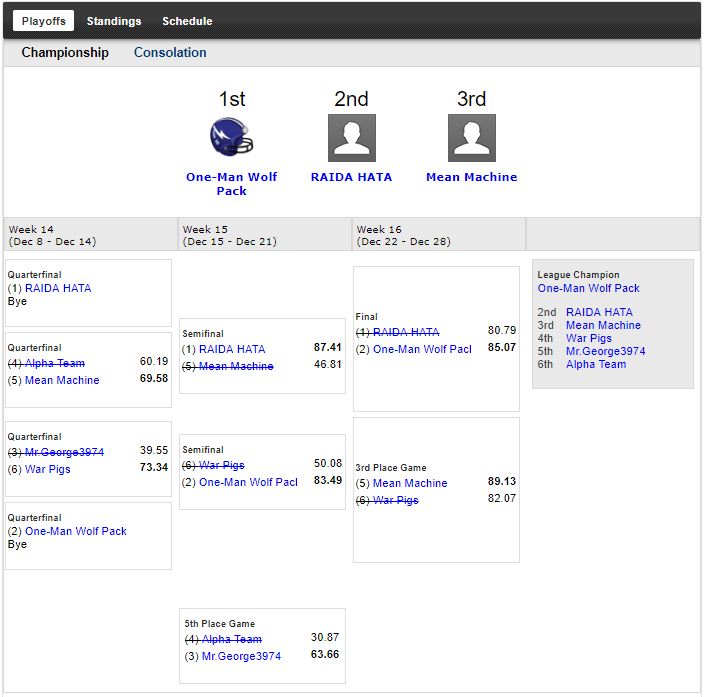 Playoffs Standings Schedule
Championship Consolation
1st 2nd 3rd
One-Man Wolf Pack RAIDA HATA Mean Machine
Week 14
(Dec 8 - Dec 14)
Week 15
(Dec 15 - Dec 21)
Week 16
(Dec 22 - Dec 28)
Quarterfinal
(1) RAIDA HATA
Bye
Quarterfinal
(4) Alpha Team 60.19
(5) Mean Machine 69.58
Quarterfinal
(3) Mr.George3974 39.55
(6) War Pigs 73.34
Quarterfinal
(2) One-Man Wolf Pack
Bye
Semifinal
(1) RAIDA HATA 87.41
(5) Mean Machine 46.81
Semifinal
(6) War Pigs 50.08
(2) One-Man Wolf Pacl 83.49
5th Place Game
(4) Alpha Team 30.87
(3) Mr.George3974 63.66
Final
(1) RAIDA HATA 80.79
(2) One-Man Wolf Pacl 85.07
3rd Place Game
(5) Mean Machine 89.13
(6) War Pigs 82.07
League Champion
One-Man Wolf Pack
2nd RAIDA HATA
3rd Mean Machine
4th War Pigs
5th Mr.George3974
6th Alpha Team